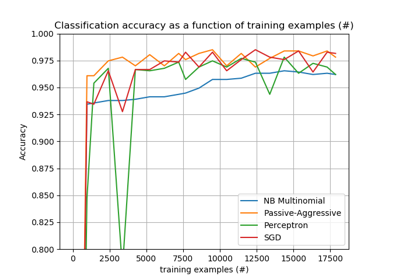 Classification accuracy as a function of training examples (#)
1.000
0.975
0.950
0.925
0.900
0.875
0.850
0.825
0.800
Accuracy
NB Multinomial
Passive-Aggressive
Perceptron
SGD
0 2500 5000 7500 10000 12500 15000 17500
training examples (#)